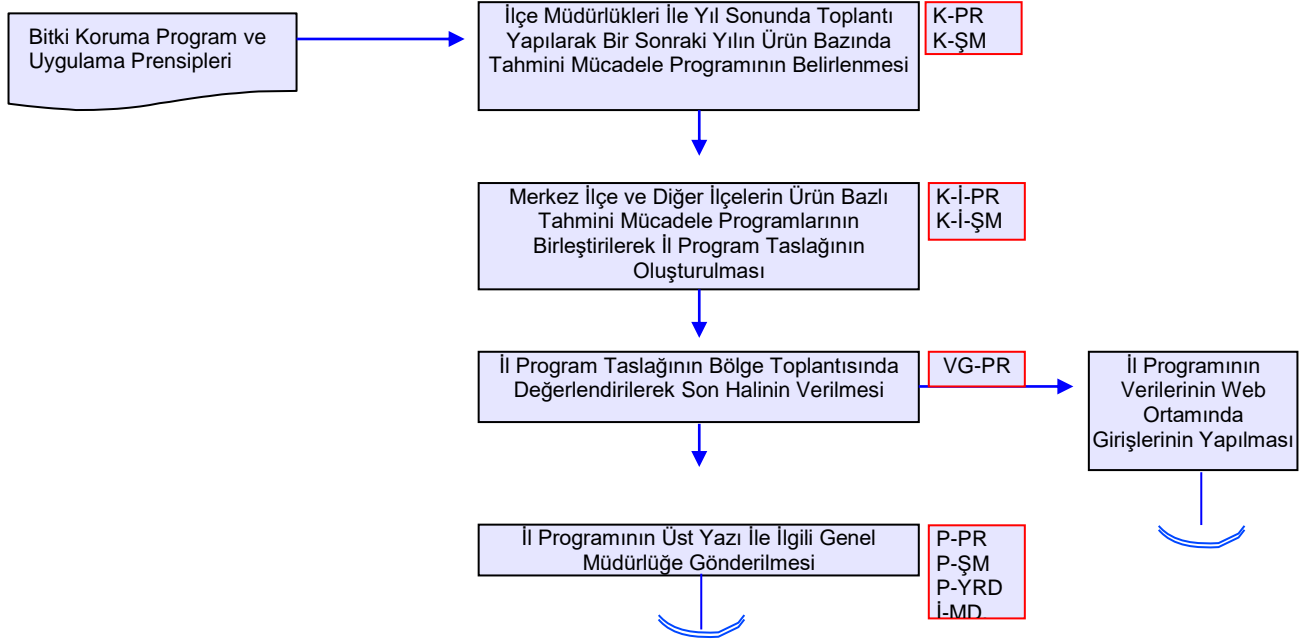 Bitki Koruma Program ve
Uygulama Prensipleri
İlçe Müdürlükleri İle Yıl Sonunda Toplantı
Yapılarak Bir Sonraki Yılın Ürün Bazında
Tahmini Mücadele Programının Belirlenmesi
K-PR
K-ŞM
Merkez İlçe ve Diğer İlçelerin Ürün Bazlı
Tahmini Mücadele Programlarının
Birleştirilerek İl Program Taslağının
Oluşturulması
K-İ-PR
K-İ-ŞM
İl Program Taslağının Bölge Toplantısında
Değerlendirilerek Son Halinin Verilmesi
VG-PR
İl Programının
Verilerinin Web
Ortamında
Girişlerinin Yapılması
İl Programının Üst Yazı İle İlgili Genel
Müdürlüğe Gönderilmesi
P-PR
P-ŞM
P-YRD
İ-MD.